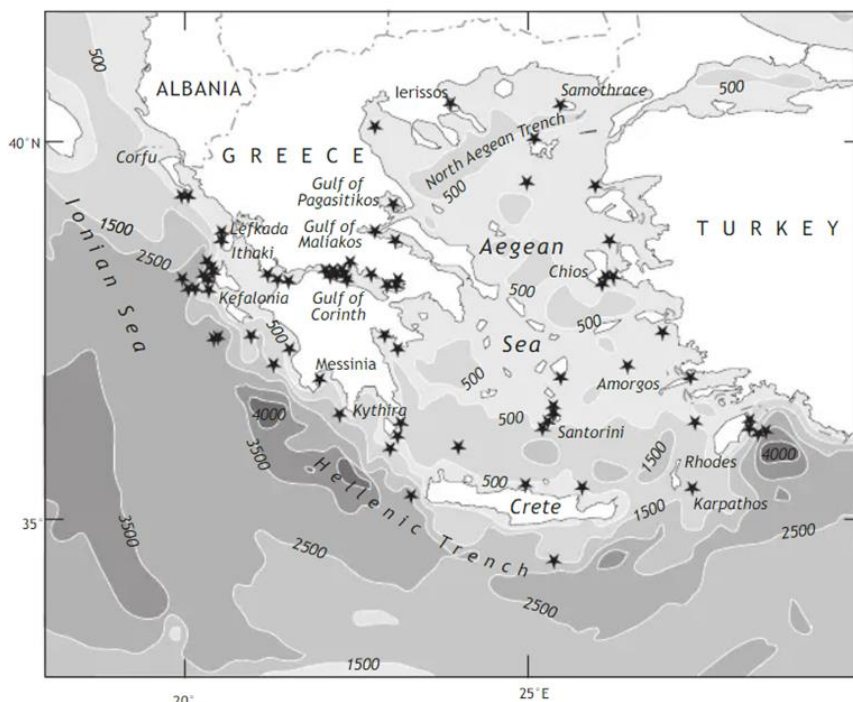 500
ALBANIA
Ierissos
Samothrace
500
40°N
North Aegean Trench
Corfu
GREECE
500
Gulf of
Pagasitikos
Ionian Sea
1500
Lefkada
Gulf of
Maliakos
TURKEY
2500
Ithaki
Aegean
Chios
Kefalonia
Gulf of
Corinth
500
500
500
Sea
Messinia
500
Amorgos
4000
Kythira
500
Santorini
3500
1500
Rhodes
4000
Hellenic Trench
500
Crete
Karpathos
35°
1500
3500
2500
2500
2500
1500
20°
25°E